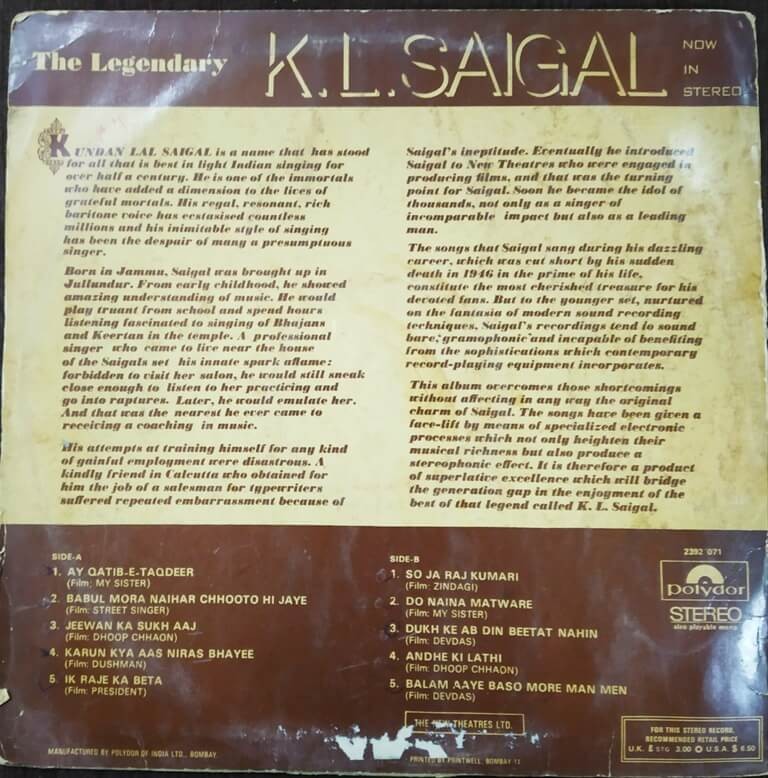 The Legendary K.L.SAIGAL NOW
IN
STEREO
KUNDAN LAL SAIGAL is a name that has stood
for all that is best in light Indian singing for
over half a century. He is one of the immortals
who have added a dimension to the lives of
grateful mortals. His regal, resonant, rich
baritone voice has ecstasised countless
millions and his inimitable style of singing
has been the despair of many a presumptuous
singer.
Born in Jammu, Saigal was brought up in
Jullundur. From early childhood, he showed
amazing understanding of music. He would
play truant from school and spend hours
listening fascinated to singing of Bhajans
and Keertan in the temple. A professional
singer who came to live near the house
of the Saigals set his innate spark aflame:
forbidden to visit her salon, he would still sneak
close enough to listen to her practicing and
go into raptures. Later, he would emulate her.
And that was the nearest he ever came to
receiving a coaching in music.
His attempts at training himself for any kind
of gainful employment were disastrous. A
kindly friend in Calcutta who obtained for
him the job of a salesman for typewriters
suffered repeated embarrassment because of
Saigal's ineptitude. Eventually he introduced
Saigal to New Theatres who were engaged in
producing films, and that was the turning
point for Saigal. Soon he became the idol of
thousands, not only as a singer of
incomparable impact but also as a leading
man.
The songs that Saigal sang during his dazzling
career, which was cut short by his sudden
death in 1946 in the prime of his life,
constitute the most cherished treasure for his
devoted fans. But to the younger set, nurtured
on the fantasia of modern sound recording
techniques, Saigal's recordings tend to sound
bare, 'gramophonic' and incapable of benefiting
from the sophistications which contemporary
record-playing equipment incorporates.
This album overcomes those shortcomings
without affecting in any way the original
charm of Saigal. The songs have been given a
face-lift by means of specialized electronic
processes which not only heighten their
musical richness but also produce a
stereophonic effect. It is therefore a product
of superlative excellence which will bridge
the generation gap in the enjoyment of the
best of that legend called K. L. Saigal.
SIDE-A
1. AY QATIB-E-TAQDEER
(Film: MY SISTER)
2. BABUL MORA NAIHAR CHHOOTO HI JAYE
(Film: STREET SINGER)
3. JEEWAN KA SUKH AAJ
(Film: DHOOP CHHAON)
4. KARUN KYA AAS NIRAS BHAYEE
(Film: DUSHMAN)
5. IK RAJE KA BETA
(Film: PRESIDENT)
SIDE-B
1. SO JA RAJ KUMARI
(Film: ZINDAGI)
2. DO NAINA MATWARE
(Film: MY SISTER)
3. DUKH KE AB DIN BEETAT NAHIN
(Film: DEVDAS)
4. ANDHE KI LATHI
(Film: DHOOP CHHAON)
5. BALAM AAYE BASO MORE MAN MEN
(Film: DEVDAS)
2392 071
polydor
STEREO
also playable mono
THE NEW THEATRES LTD.
MANUFACTURED BY POLYDOR OF INDIA LTD., BOMBAY.
PRINTED BY PRINTWELL, BOMBAY 11
FOR THIS STEREO RECORD,
RECOMMENDED RETAIL PRICE
U.K. £ STG 3.00 U.S.A. $ 6.50